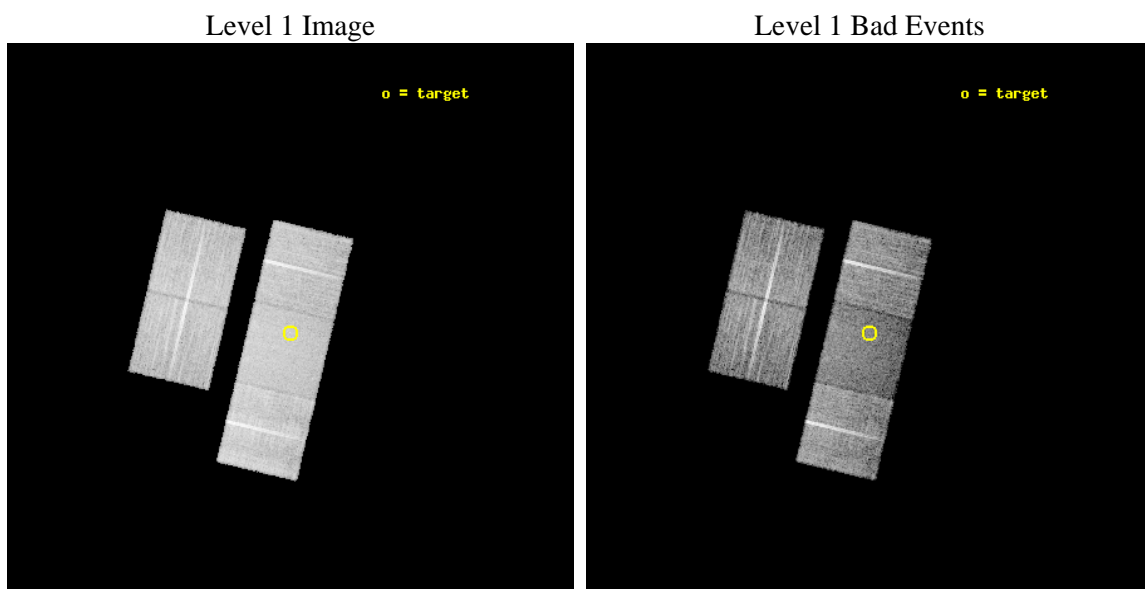 Level 1 Image
Level 1 Bad Events
o = target
o = target